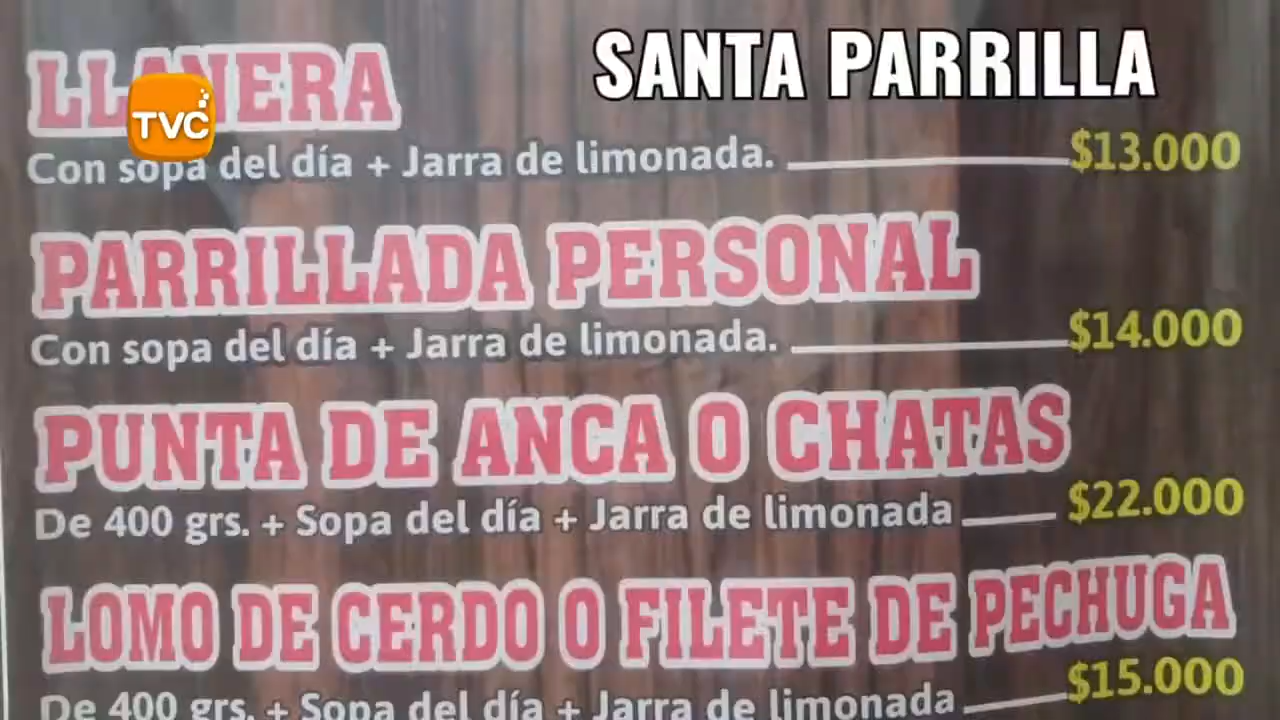 SANTA PARRILLA
LLANERA
TVC
Con sopa del día + Jarra de limonada. $13.000
PARRILLADA PERSONAL
Con sopa del día + Jarra de limonada. $14.000
PUNTA DE ANCA O CHATAS
De 400 grs. + Sopa del día + Jarra de limonada $22.000
LOMO DE CERDO O FILETE DE PECHUGA
De 400 grs. + Sopa del día + Jarra de limonada $15.000